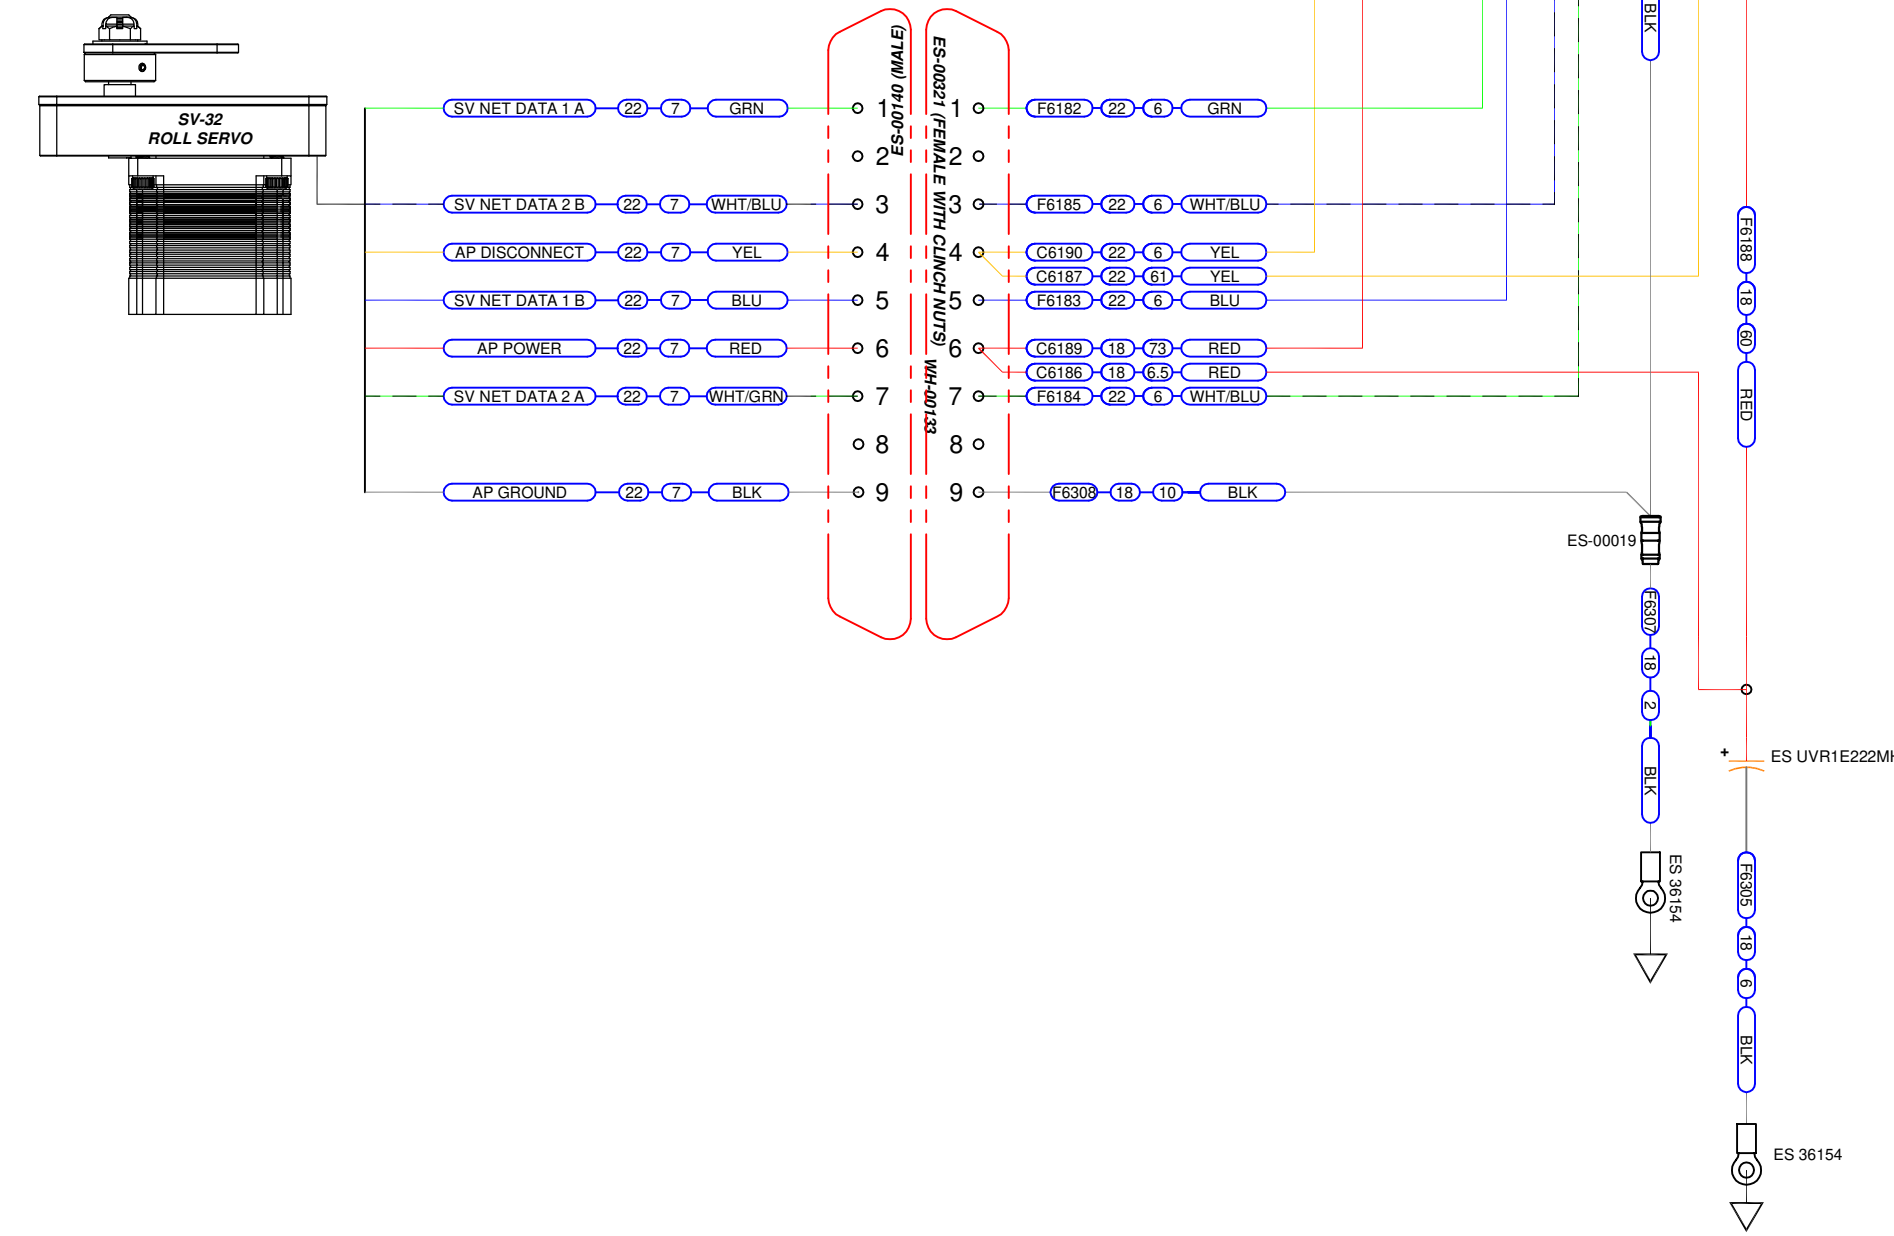 BLK
SV-32
ROLL SERVO
ES-00140 (MALE)
ES-00321 (FEMALE WITH CLINCH NUTS)
WH-00133
SV NET DATA 1 A 22 7 GRN 1 1 F6182 22 6 GRN
2 2
SV NET DATA 2 B 22 7 WHT/BLU 3 3 F6185 22 6 WHT/BLU
AP DISCONNECT 22 7 YEL 4 4 C6190 22 6 YEL
C6187 22 61 YEL
SV NET DATA 1 B 22 7 BLU 5 5 F6183 22 6 BLU
AP POWER 22 7 RED 6 6 C6189 18 73 RED
C6186 18 6.5 RED
SV NET DATA 2 A 22 7 WHT/GRN 7 7 F6184 22 6 WHT/BLU
8 8
AP GROUND 22 7 BLK 9 9 F6308 18 10 BLK
F6188 18 60 RED
ES-00019
F6307 18 2 BLK
ES 36154
+
ES UVR1E222M
F6305 18 6 BLK
ES 36154